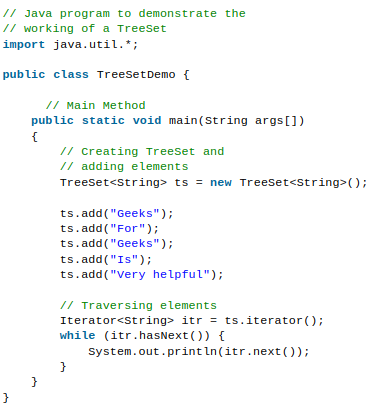 // Java program to demonstrate the
// working of a TreeSet
import java.util.*;
public class TreeSetDemo {
// Main Method
public static void main(String args[])
{
// Creating TreeSet and
// adding elements
TreeSet<String> ts = new TreeSet<String>();
ts.add("Geeks");
ts.add("For");
ts.add("Geeks");
ts.add("Is");
ts.add("Very helpful");
// Traversing elements
Iterator<String> itr = ts.iterator();
while (itr.hasNext()) {
System.out.println(itr.next());
}
}
}